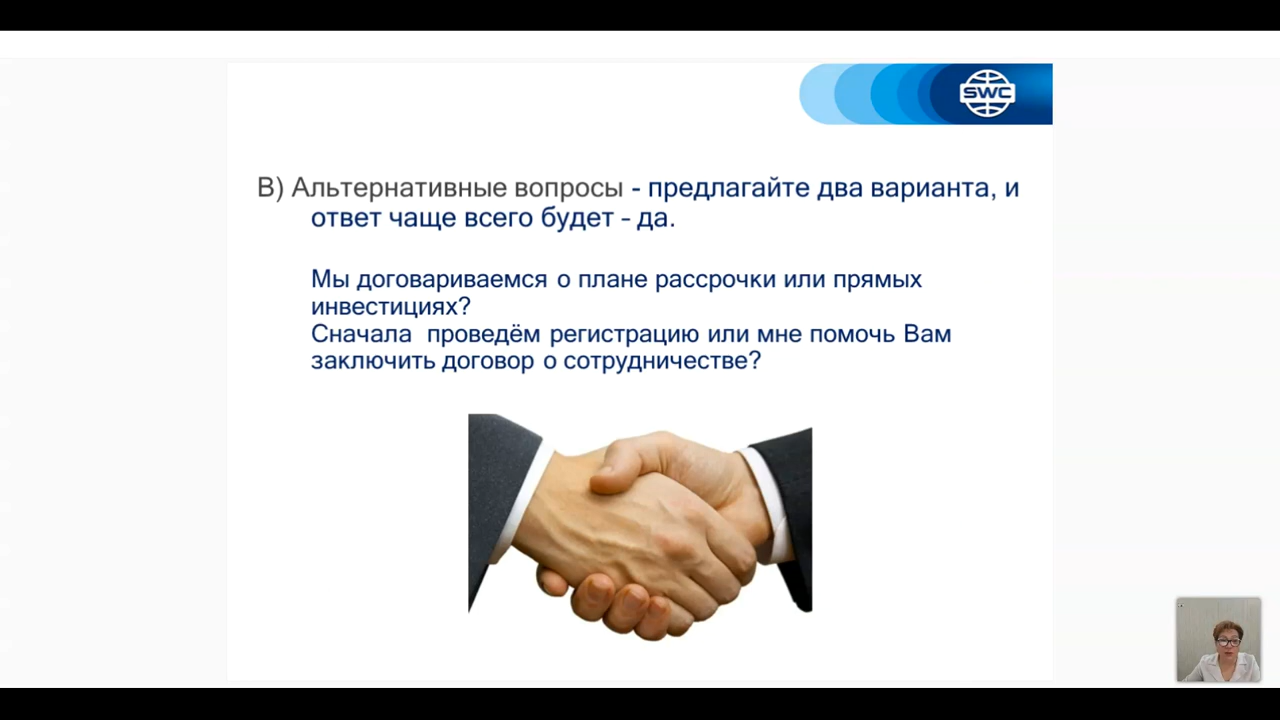 SWC
В) Альтернативные вопросы - предлагайте два варианта, и
ответ чаще всего будет – да.
Мы договариваемся о плане рассрочки или прямых
инвестициях?
Сначала проведём регистрацию или мне помочь Вам
заключить договор о сотрудничестве?